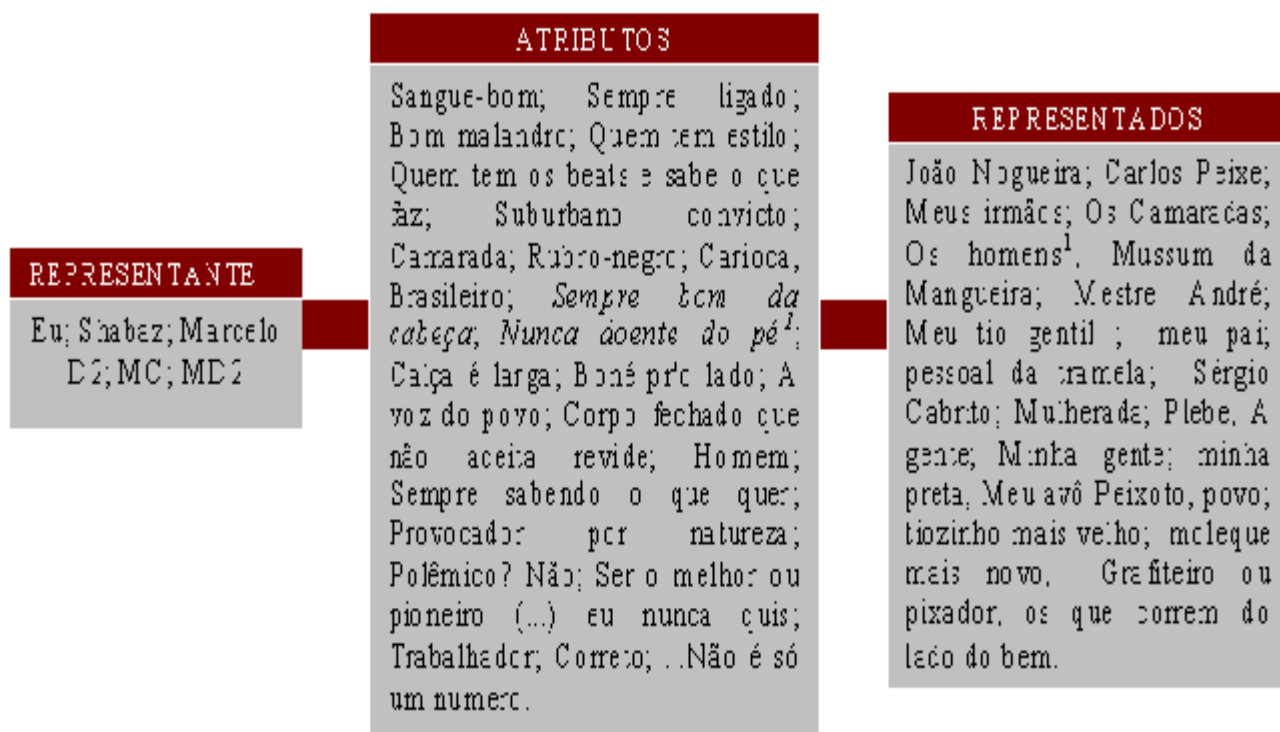 REPRESENTANTE
Eu; Shabaz; Marcelo
D2; MC; MD2
ATRIBUTOS
Sangue-bom; Sempre ligado;
Bom malandro; Quem tem estilo;
Quem tem os beats e sabe o que
faz; Suburbano convicto;
Camarada; Rubro-negro; Carioca,
Brasileiro; Sempre bom da
cabeça; Nunca doente do pé¹;
Calça é larga; Boné pr'o lado; A
voz do povo; Corpo fechado que
não aceita revide; Homem;
Sempre sabendo o que quer;
Provocador por natureza;
Polêmico? Não; Ser o melhor ou
pioneiro (...) eu nunca quis;
Trabalhador; Correto; ...Não é só
um numero.
REPRESENTADOS
João Nogueira; Carlos Peixe;
Meus irmãos; Os Camaradas;
Os homens¹, Mussum da
Mangueira; Mestre André;
Meu tio gentil ; meu pai;
pessoal da tramela; Sérgio
Cabrito; Mulherada; Plebe, A
gente; Minha gente; minha
preta, Meu avô Peixoto, povo;
tiozinho mais velho; moleque
mais novo, Grafiteiro ou
pixador, os que correm do
lado do bem.